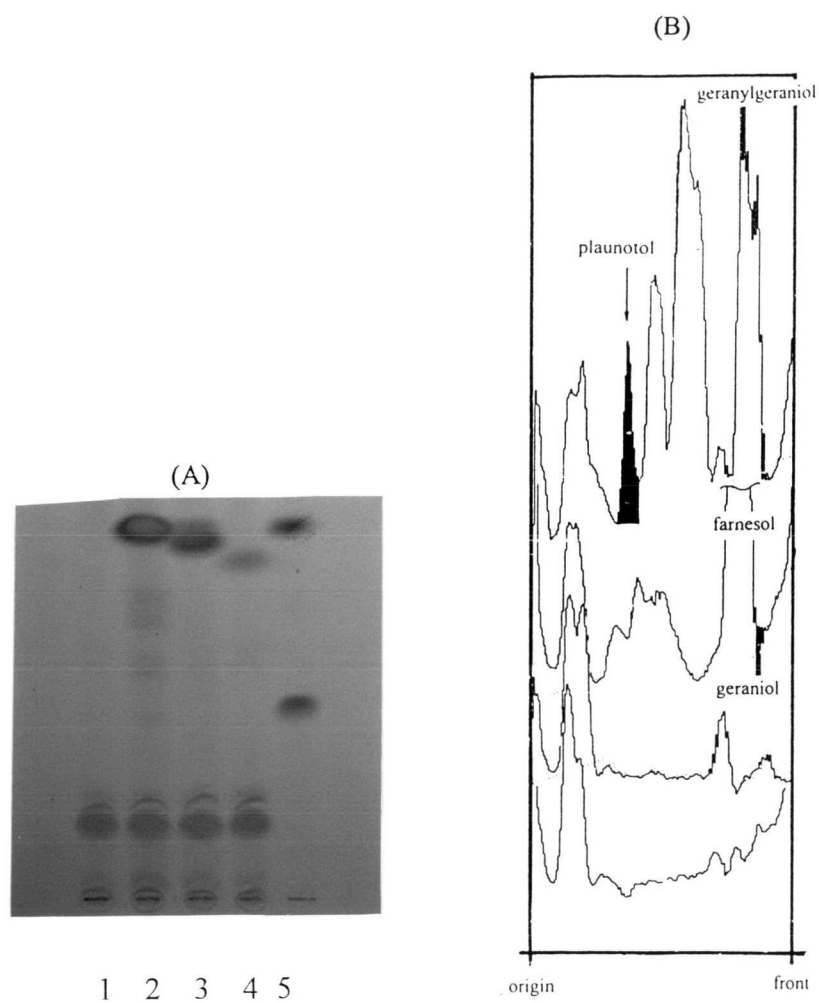 (B)
geranylgeraniol
plaunotol
(A)
farnesol
geraniol
1 2 3 4 5
origin front